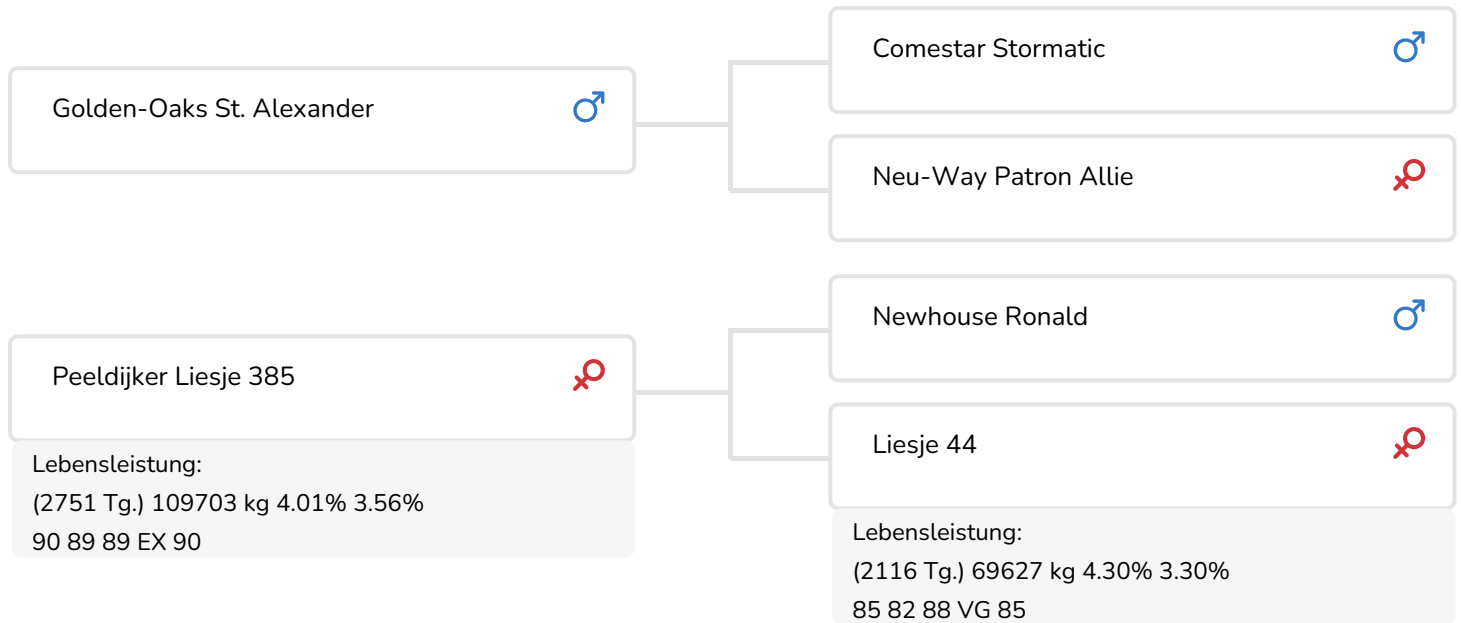 Golden-Oaks St. Alexander
Comestar Stormatic
Neu-Way Patron Allie
Peeldijker Liesje 385
Lebensleistung:
(2751 Tg.) 109703 kg 4.01% 3.56%
90 89 89 EX 90
Newhouse Ronald
Liesje 44
Lebensleistung:
(2116 Tg.) 69627 kg 4.30% 3.30%
85 82 88 VG 85